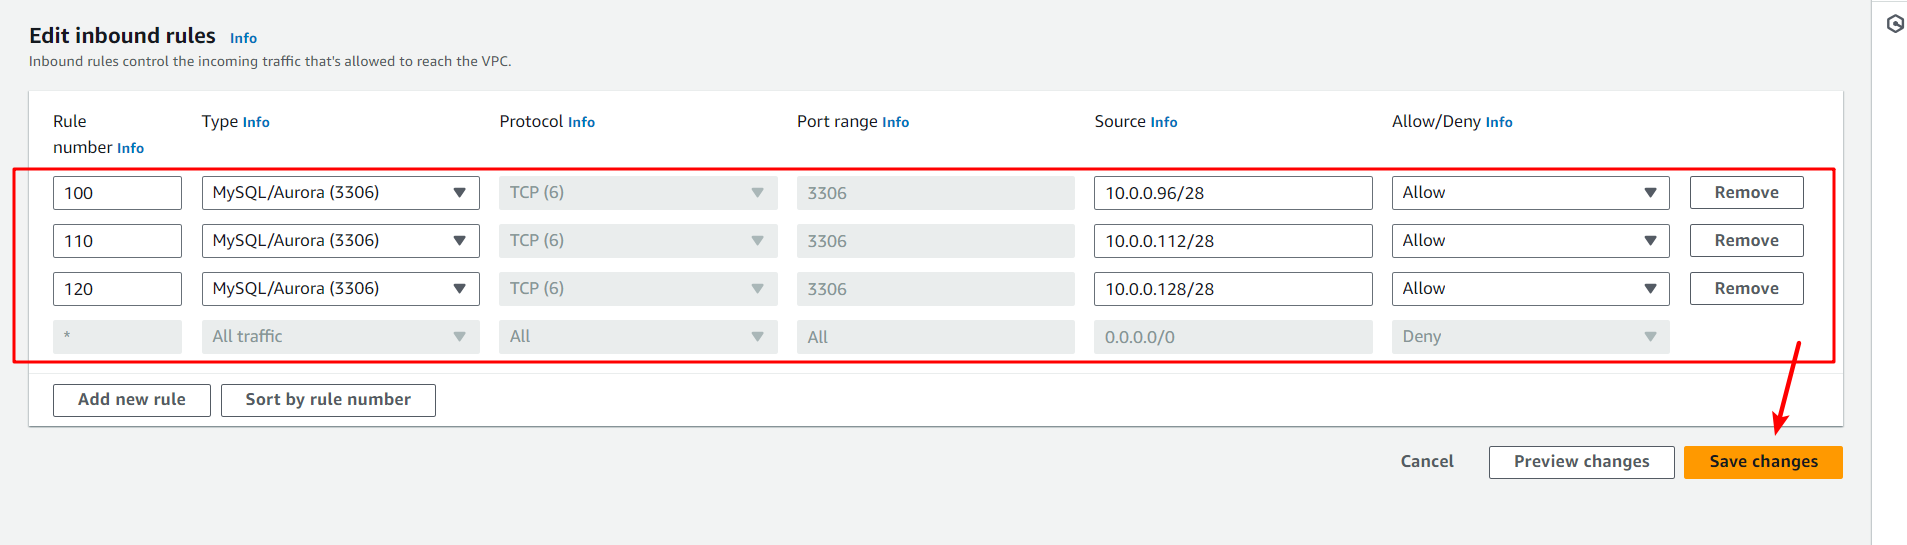 Edit inbound rules Info
Inbound rules control the incoming traffic that's allowed to reach the VPC.
Rule number Info Type Info Protocol Info Port range Info Source Info Allow/Deny Info
100 MySQL/Aurora (3306) TCP (6) 3306 10.0.0.96/28 Allow Remove
110 MySQL/Aurora (3306) TCP (6) 3306 10.0.0.112/28 Allow Remove
120 MySQL/Aurora (3306) TCP (6) 3306 10.0.0.128/28 Allow Remove
* All traffic All All 0.0.0.0/0 Deny
Add new rule Sort by rule number
Cancel Preview changes Save changes